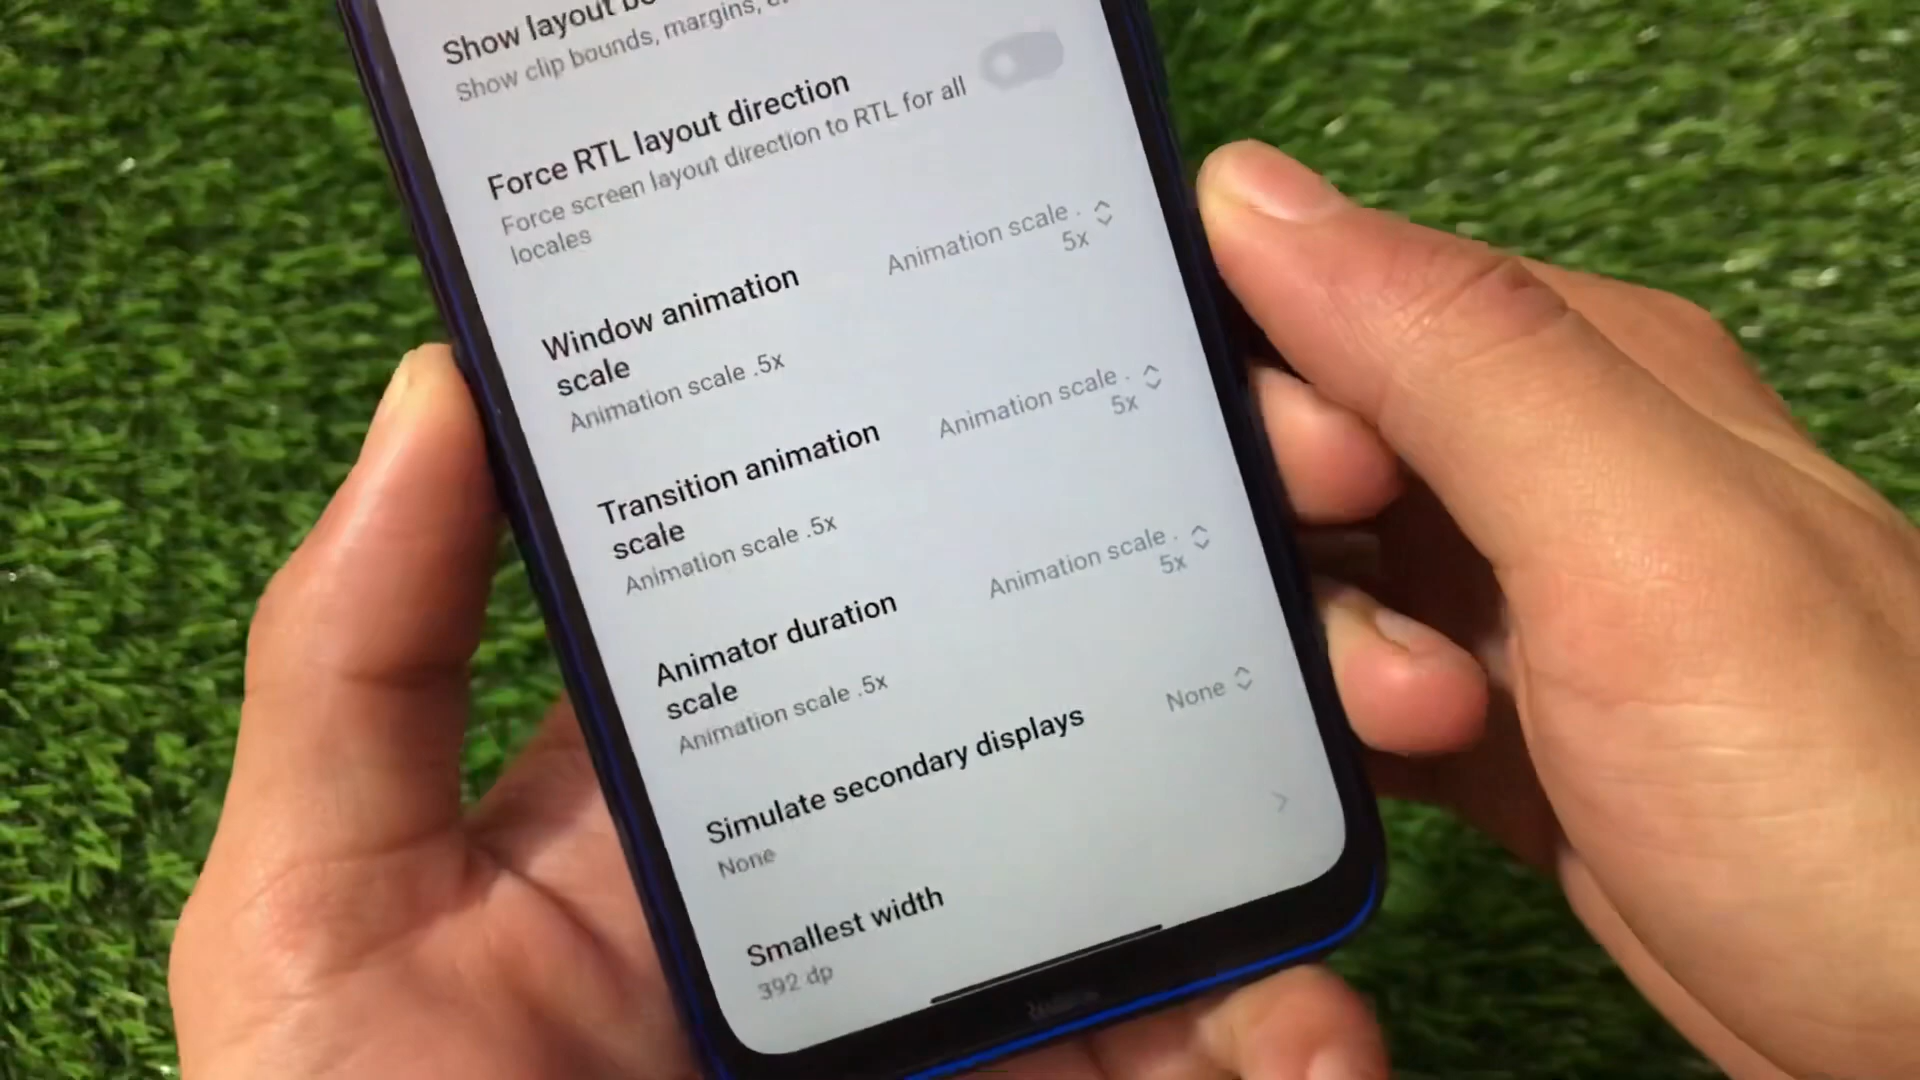 Show layout
Show clip bounds, margins,
Force RTL layout direction
Force screen layout direction to RTL for all
locales
Window animation
scale
Animation scale .5x
Animation scale .
5x
Transition animation
scale
Animation scale .5x
Animation scale .
5x
Animator duration
scale
Animation scale .5x
Animation scale .
5x
Simulate secondary displays
None
None
Smallest width
392 dp